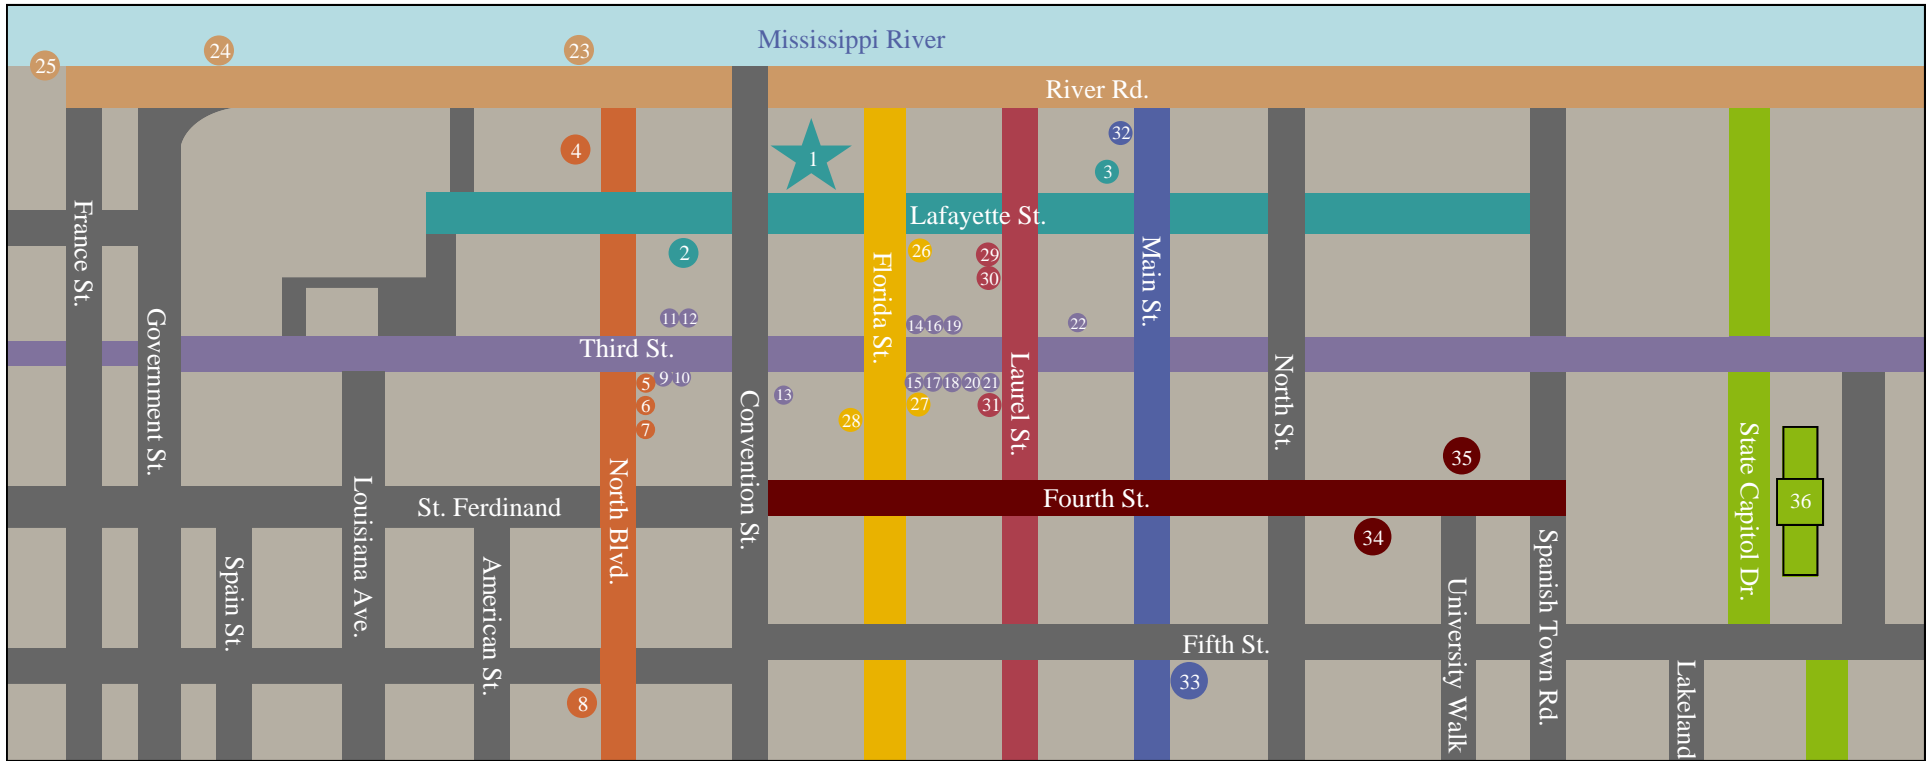 Mississippi River
24
23
25
River Rd.
32
4
1
3
France St.
Lafayette St.
2
26
29
30
Florida St.
Main St.
Government St.
11
12
14
16
19
22
Third St.
Laurel St.
North St.
5
9
10
15
17
18
20
21
13
6
27
31
28
7
Convention St.
State Capitol Dr.
35
North Blvd.
Louisiana Ave.
St. Ferdinand
Fourth St.
36
34
Spain St.
American St.
Spanish Town Rd.
University Walk
Fifth St.
33
Lakeland
8